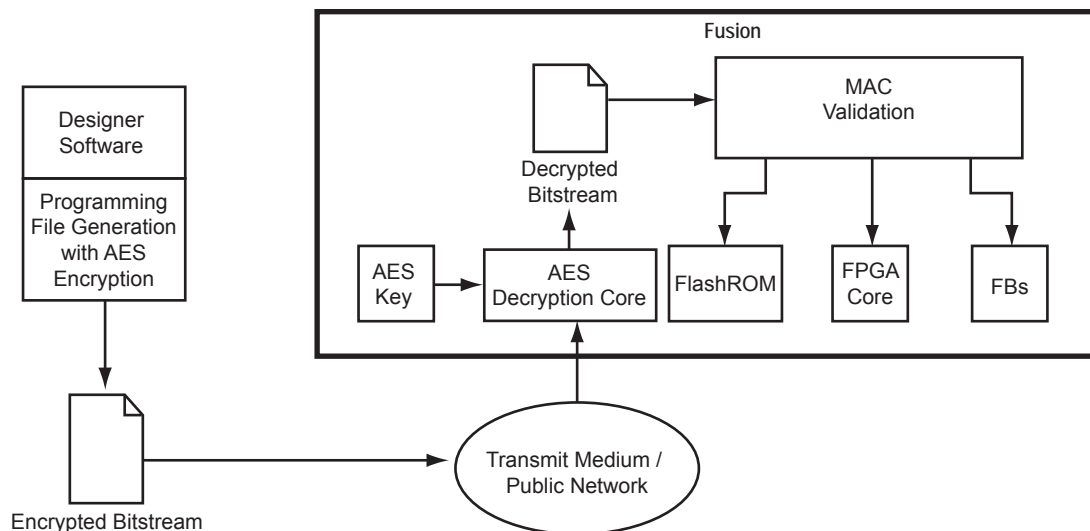 Fusion
Designer
Software
Programming
File Generation
with AES
Encryption
MAC
Validation
Decrypted
Bitstream
AES
Key
AES
Decryption Core
FlashROM
FPGA
Core
FBs
Transmit Medium /
Public Network
Encrypted Bitstream